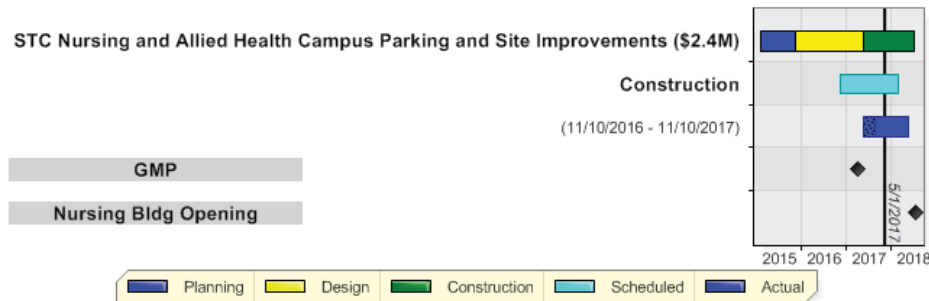 STC Nursing and Allied Health Campus Parking and Site Improvements ($2.4M)
Construction
(11/10/2016 - 11/10/2017)
GMP
Nursing Bldg Opening
5/1/2017
2015 2016 2017 2018
Planning Design Construction Scheduled Actual